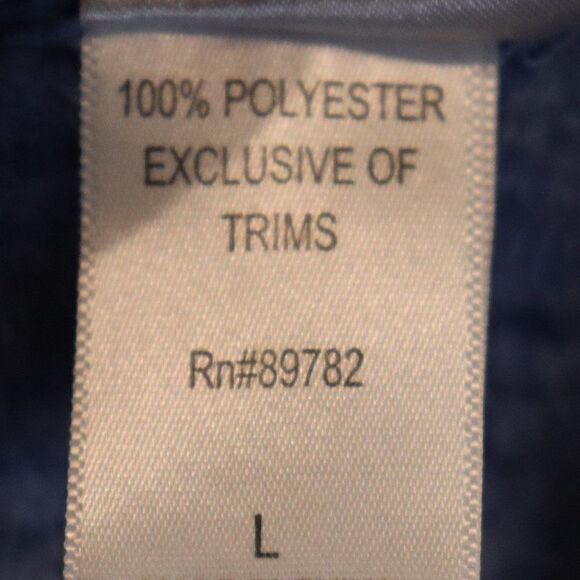 100% POLYESTER
EXCLUSIVE OF
TRIMS
Rn#89782
L